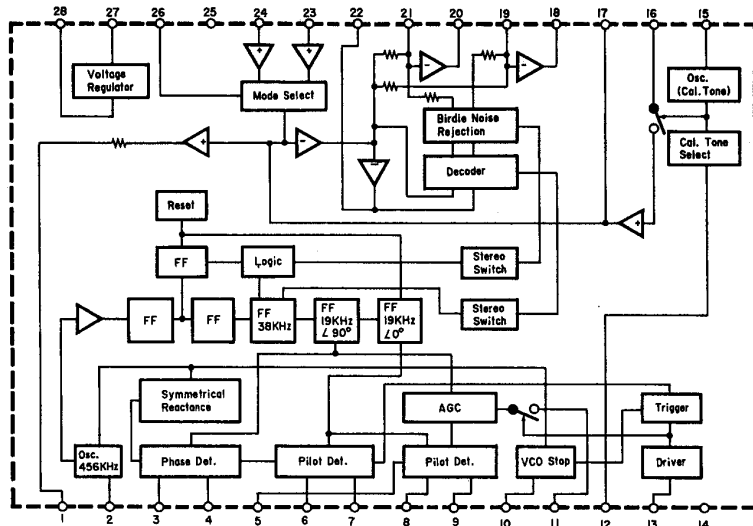 28 27 26 25 24 23 22 21 20 19 18 17 16 15
+ +
- -
Voltage Regulator
Mode Select
Osc. (Cal. Tone)
Birdie Noise Rejection
Cal. Tone Select
+ -
Decoder
-
+
Reset
FF
Logic
Stereo Switch
FF
FF
FF 38KHz
FF 19KHz ∠90°
FF 19KHz ∠0°
Stereo Switch
Symmetrical Reactance
AGC
Trigger
Osc. 456KHz
Phase Det.
Pilot Det.
Pilot Det.
VCO Stop
Driver
1 2 3 4 5 6 7 8 9 10 11 12 13 14